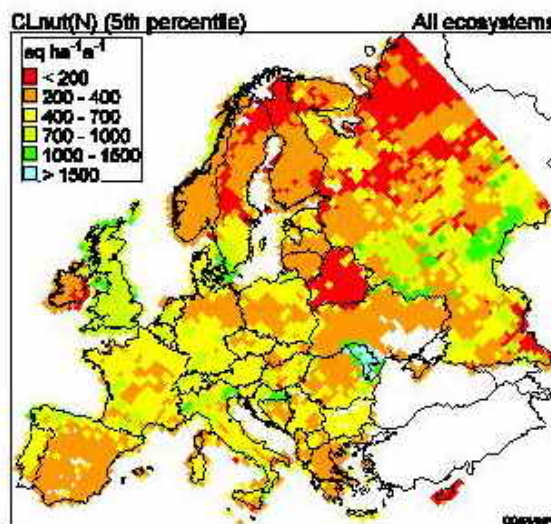 CLnut(N) (5th percentile) All ecosystems
eq ha⁻¹a⁻¹
< 200
200 - 400
400 - 700
700 - 1000
1000 - 1500
> 1500